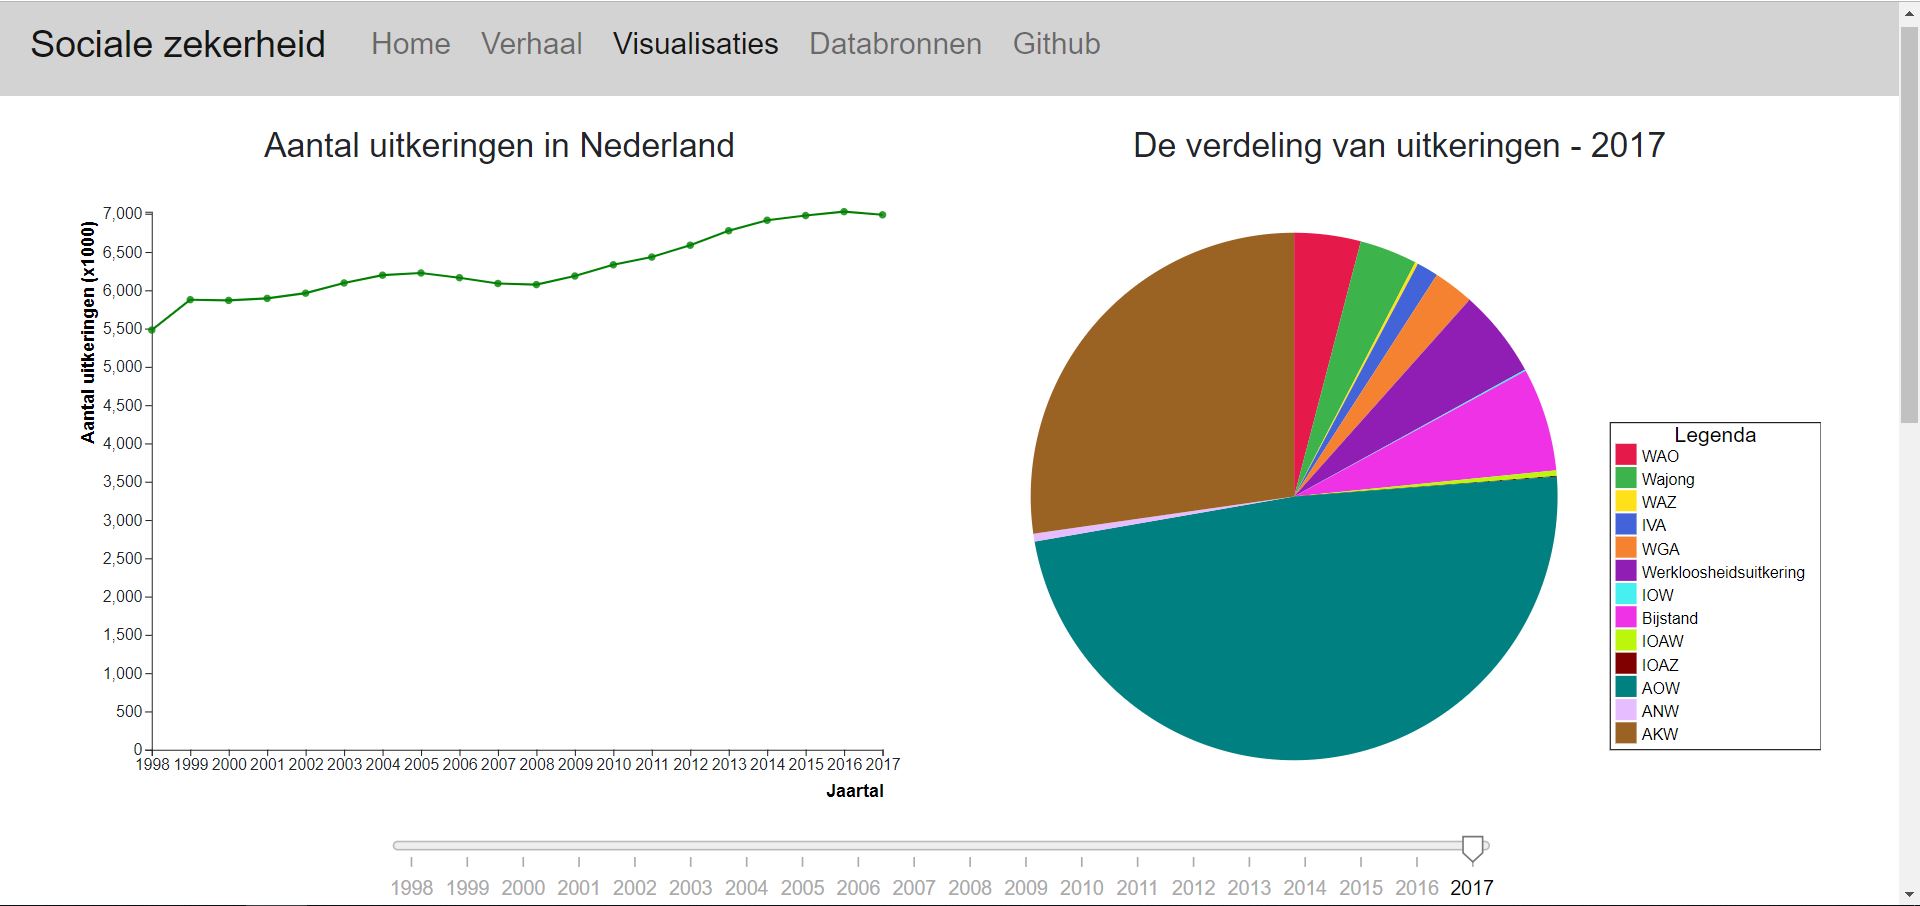 Sociale zekerheid Home Verhaal Visualisaties Databronnen Github
Aantal uitkeringen in Nederland
Aantal uitkeringen (x1000)
7,000
6,500
6,000
5,500
5,000
4,500
4,000
3,500
3,000
2,500
2,000
1,500
1,000
500
0
1998 1999 2000 2001 2002 2003 2004 2005 2006 2007 2008 2009 2010 2011 2012 2013 2014 2015 2016 2017
Jaartal
De verdeling van uitkeringen - 2017
Legenda
WAO
Wajong
WAZ
IVA
WGA
Werkloosheidsuitkering
IOW
Bijstand
IOAW
IOAZ
AOW
ANW
AKW
1998 1999 2000 2001 2002 2003 2004 2005 2006 2007 2008 2009 2010 2011 2012 2013 2014 2015 2016 2017